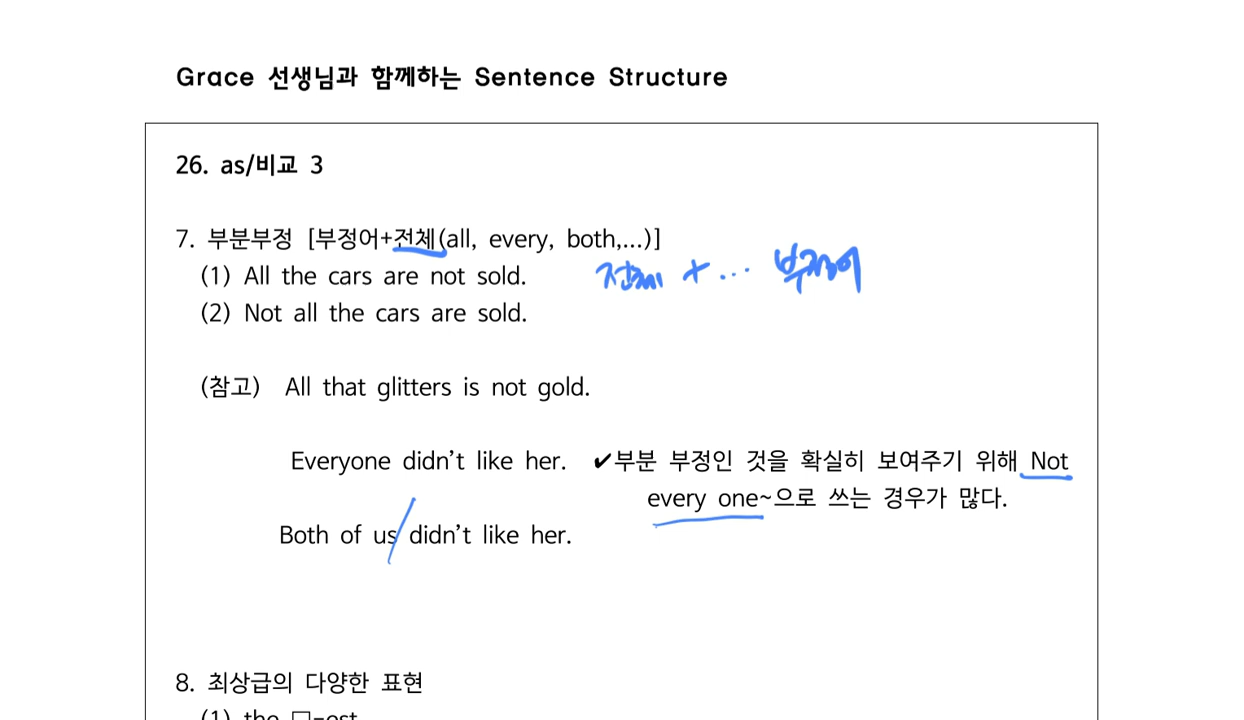 Grace 선생님과 함께하는 Sentence Structure
26. as/비교 3
7. 부분부정 [부정어+전체(all, every, both,...)]
(1) All the cars are not sold.
전체 + ... 부정어
(2) Not all the cars are sold.
(참고) All that glitters is not gold.
Everyone didn't like her. ✔부분 부정인 것을 확실히 보여주기 위해 Not
every one~으로 쓰는 경우가 많다.
Both of us/didn't like her.
8. 최상급의 다양한 표현
(1) the □-est